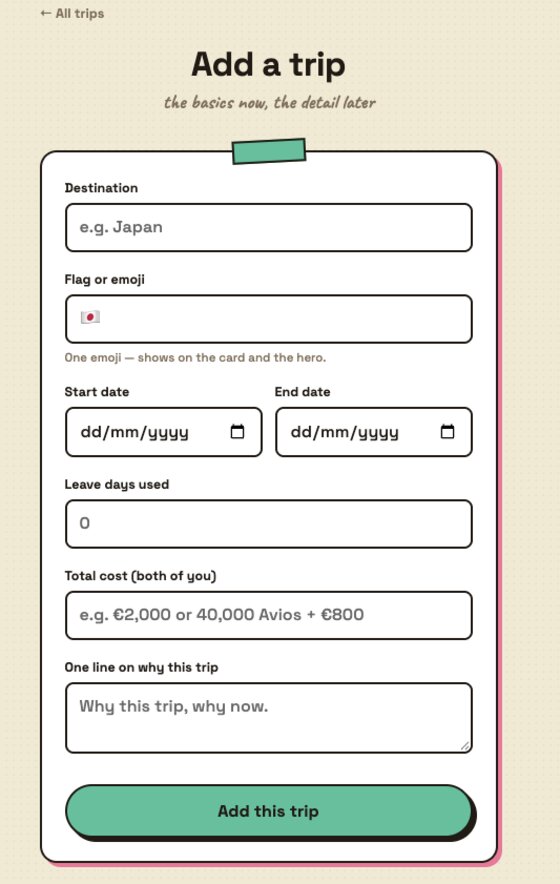 ← All trips
Add a trip
the basics now, the detail later
Destination
e.g. Japan
Flag or emoji
🇯🇵
One emoji — shows on the card and the hero.
Start date End date
dd/mm/yyyy dd/mm/yyyy
Leave days used
0
Total cost (both of you)
e.g. €2,000 or 40,000 Avios + €800
One line on why this trip
Why this trip, why now.
Add this trip